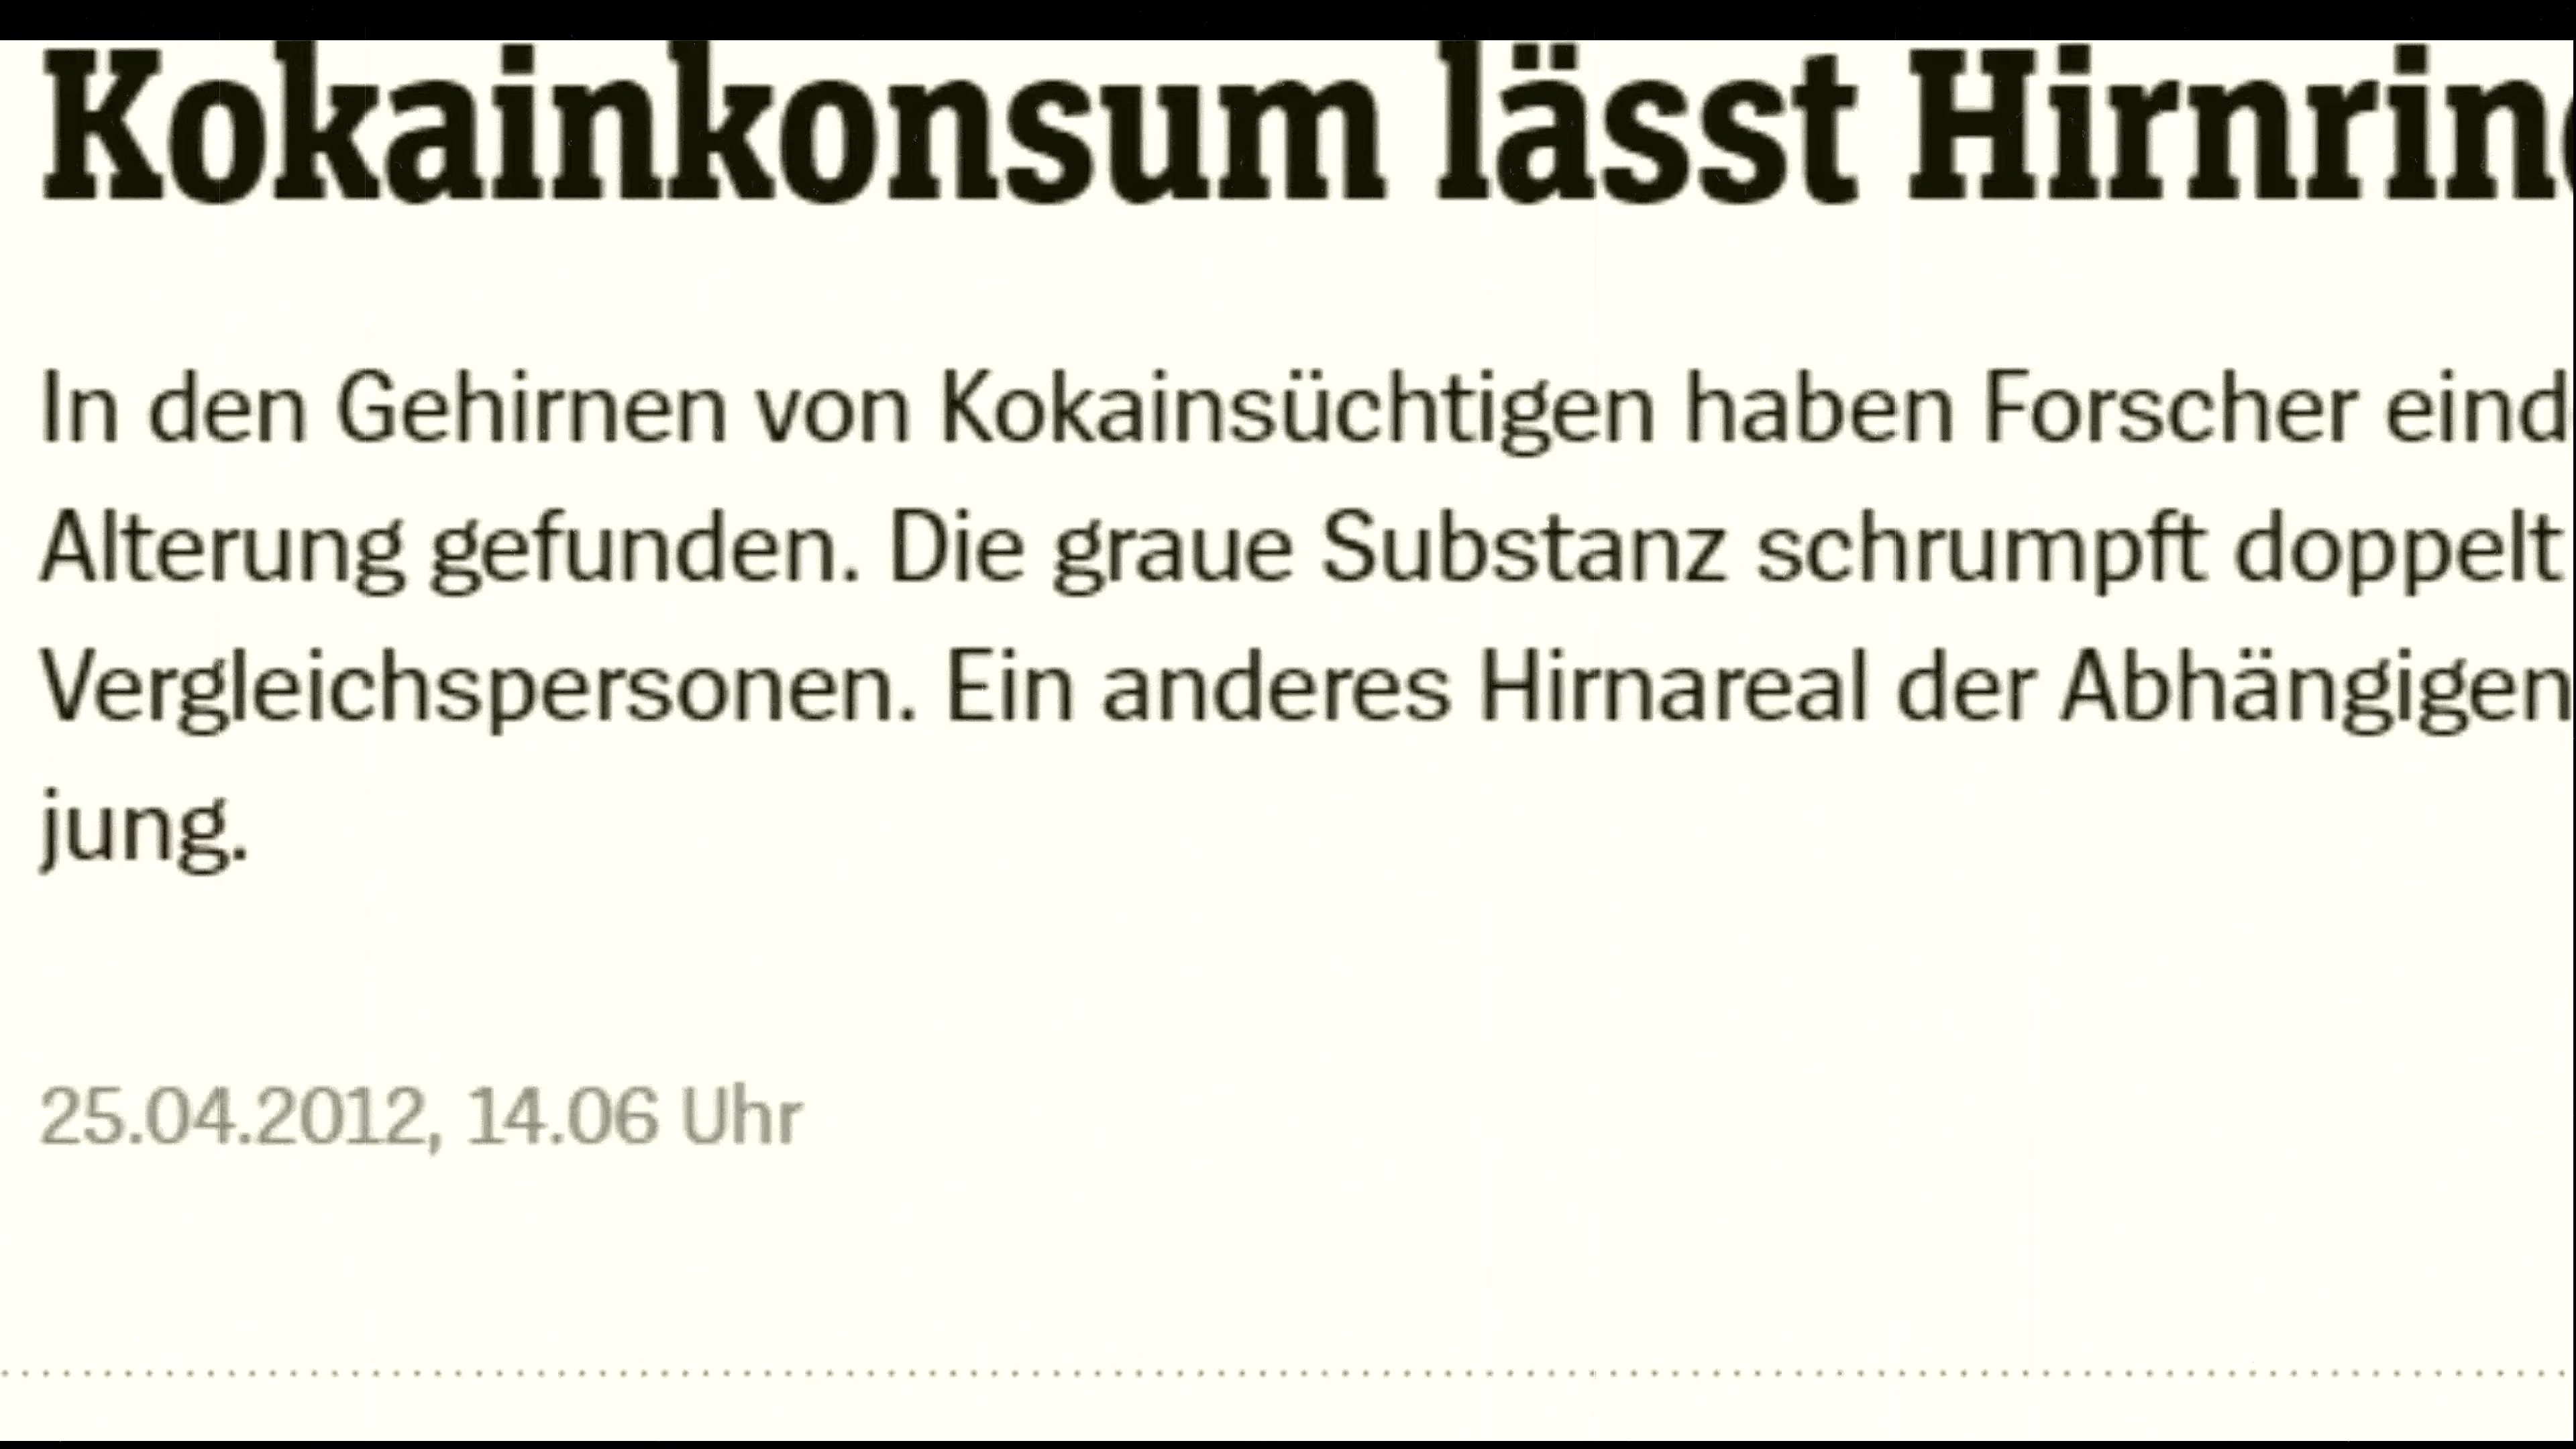 Kokainkonsum lässt Hirnrin
In den Gehirnen von Kokainsüchtigen haben Forscher eind
Alterung gefunden. Die graue Substanz schrumpft doppelt
Vergleichspersonen. Ein anderes Hirnareal der Abhängigen
jung.
25.04.2012, 14.06 Uhr